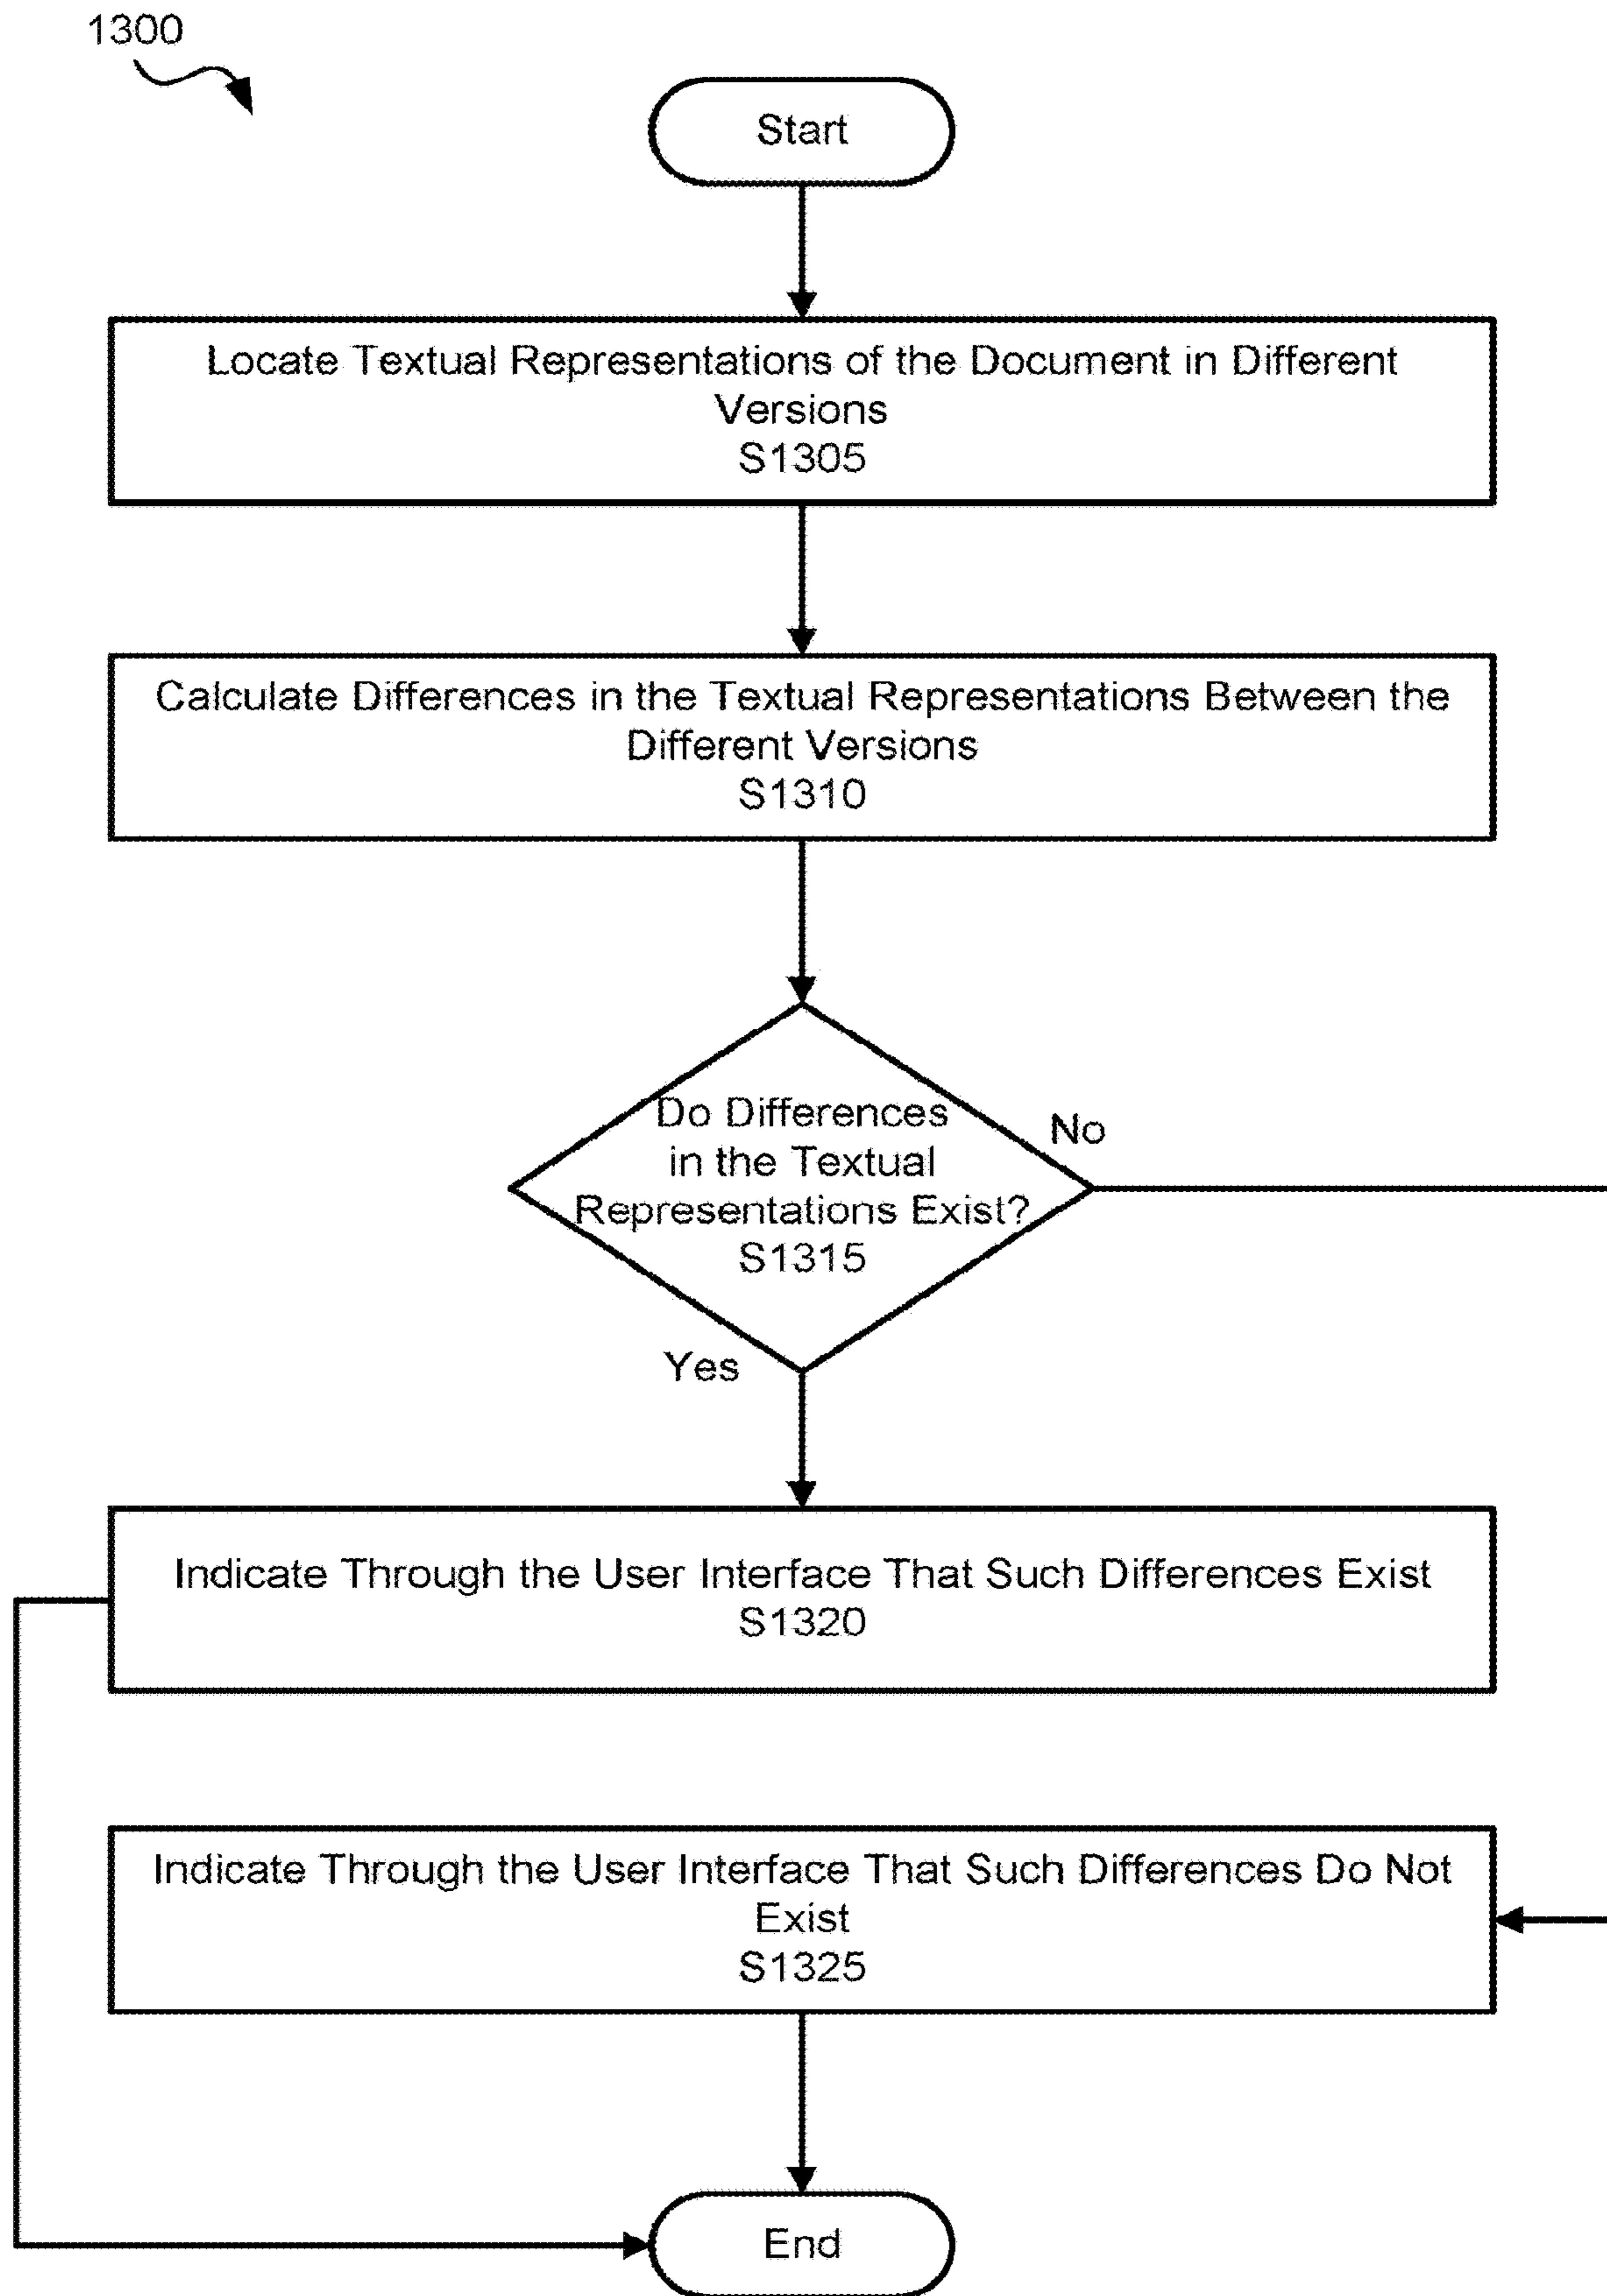 1300
Start
Locate Textual Representations of the Document in Different
Versions
S1305
Calculate Differences in the Textual Representations Between the
Different Versions
S1310
Do Differences
in the Textual
Representations Exist?
S1315
No
Yes
Indicate Through the User Interface That Such Differences Exist
S1320
Indicate Through the User Interface That Such Differences Do Not
Exist
S1325
End